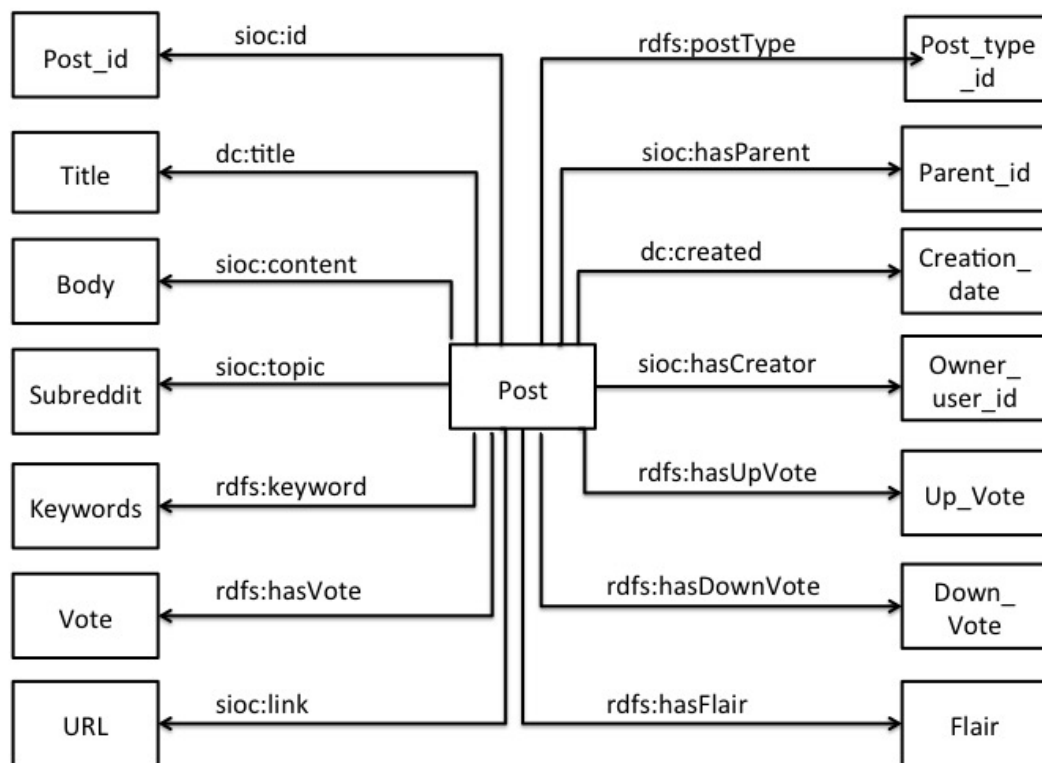 sioc:id
rdfs:postType
Post_id
Post_type
_id
dc:title
sioc:hasParent
Title
Parent_id
sioc:content
dc:created
Body
Creation_
date
sioc:topic
sioc:hasCreator
Subreddit
Post
Owner_
user_id
rdfs:keyword
rdfs:hasUpVote
Keywords
Up_Vote
rdfs:hasVote
rdfs:hasDownVote
Vote
Down_
Vote
sioc:link
rdfs:hasFlair
URL
Flair